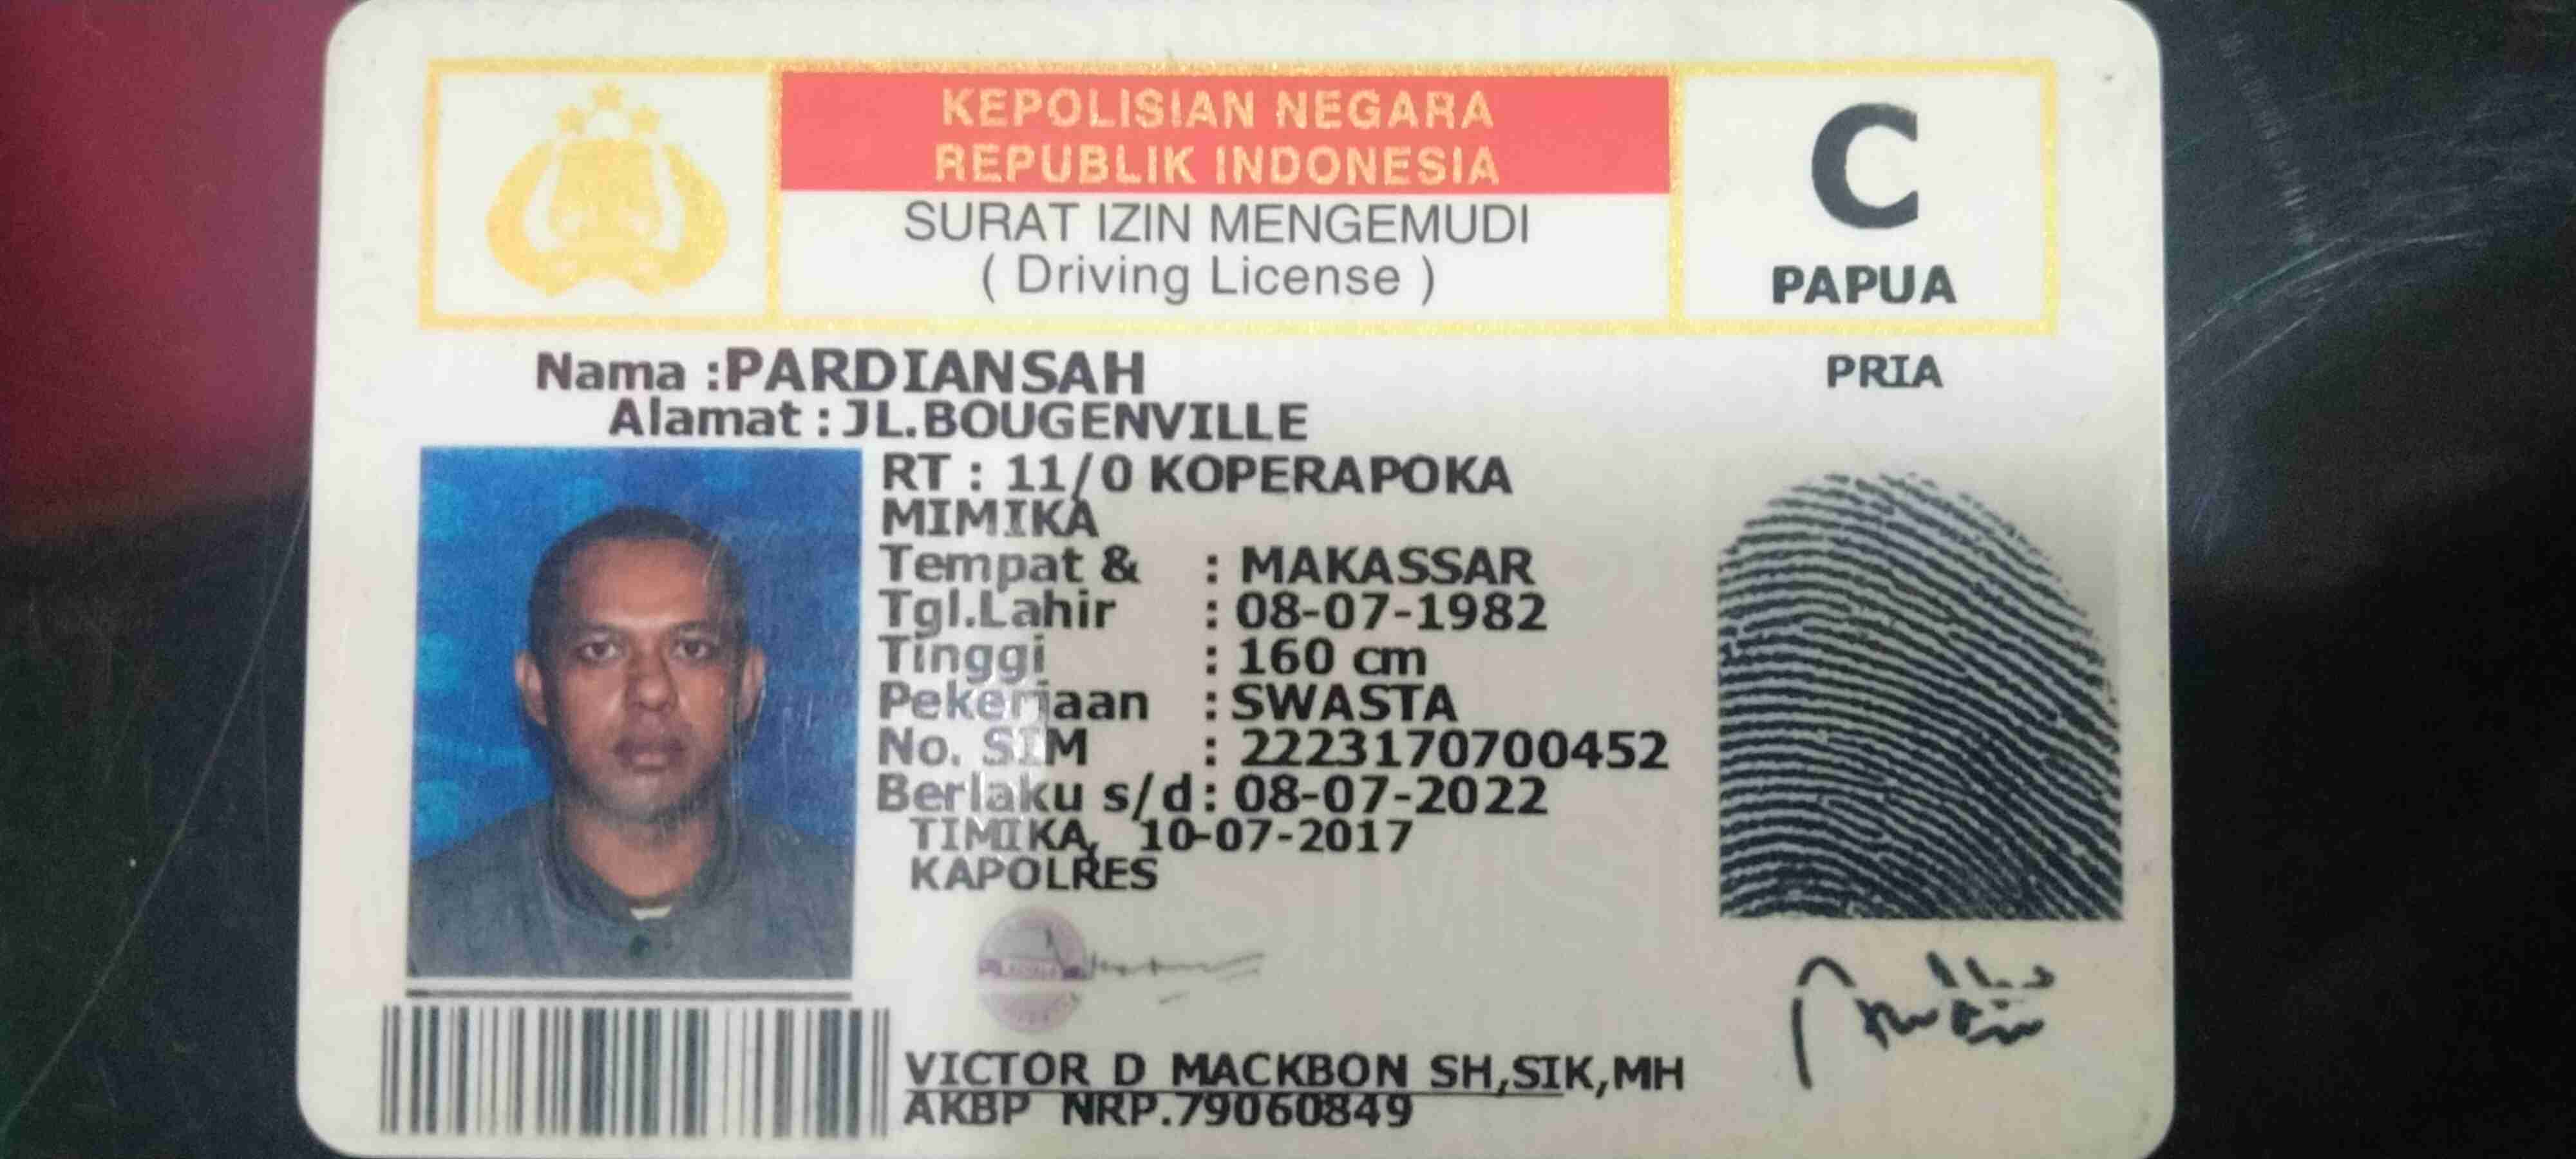 KEPOLISIAN NEGARA
REPUBLIK INDONESIA
SURAT IZIN MENGEMUDI
( Driving License )
C
PAPUA
Nama :PARDIANSAH
PRIA
Alamat : JL.BOUGENVILLE
RT : 11/0 KOPERAPOKA
MIMIKA
Tempat & : MAKASSAR
Tgl.Lahir : 08-07-1982
Tinggi : 160 cm
Pekerjaan : SWASTA
No. SIM : 2223170700452
Berlaku s/d : 08-07-2022
TIMIKA, 10-07-2017
KAPOLRES
VICTOR D MACKBON SH,SIK,MH
AKBP NRP.79060849